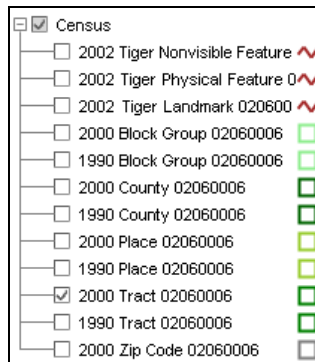 Census
2002 Tiger Nonvisible Feature
2002 Tiger Physical Feature 0
2002 Tiger Landmark 020600
2000 Block Group 02060006
1990 Block Group 02060006
2000 County 02060006
1990 County 02060006
2000 Place 02060006
1990 Place 02060006
2000 Tract 02060006
1990 Tract 02060006
2000 Zip Code 02060006